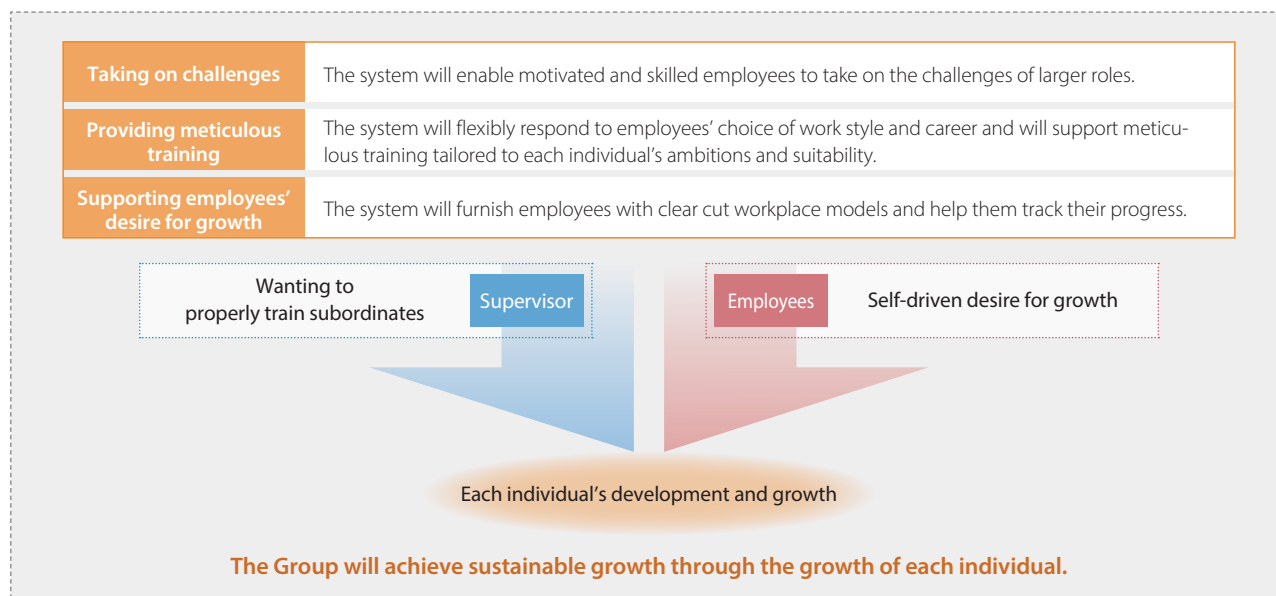 Taking on challenges
The system will enable motivated and skilled employees to take on the challenges of larger roles.
Providing meticulous
training
The system will flexibly respond to employees’ choice of work style and career and will support meticu-
lous training tailored to each individual’s ambitions and suitability.
Supporting employees’
desire for growth
The system will furnish employees with clear cut workplace models and help them track their progress.
Wanting to
properly train subordinates
Supervisor
Employees
Self-driven desire for growth
Each individual’s development and growth
The Group will achieve sustainable growth through the growth of each individual.